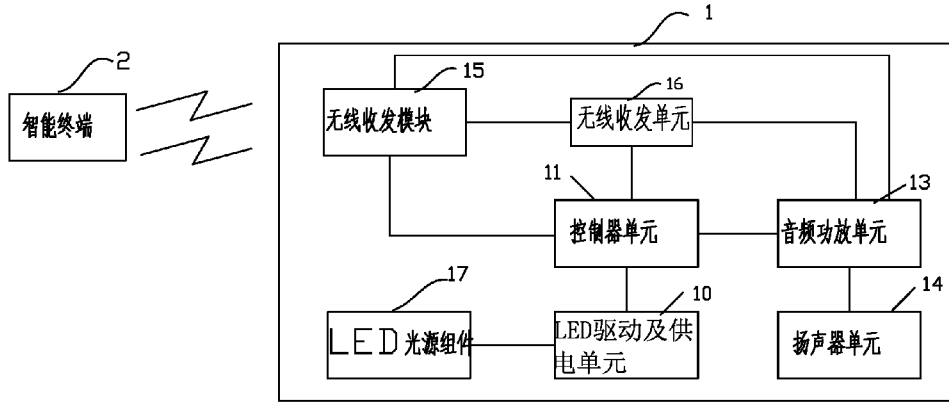 1
2
15
16
智能终端
无线收发模块
无线收发单元
11
13
控制器单元
音频功放单元
17
10
14
LED光源组件
LED驱动及供
电单元
扬声器单元